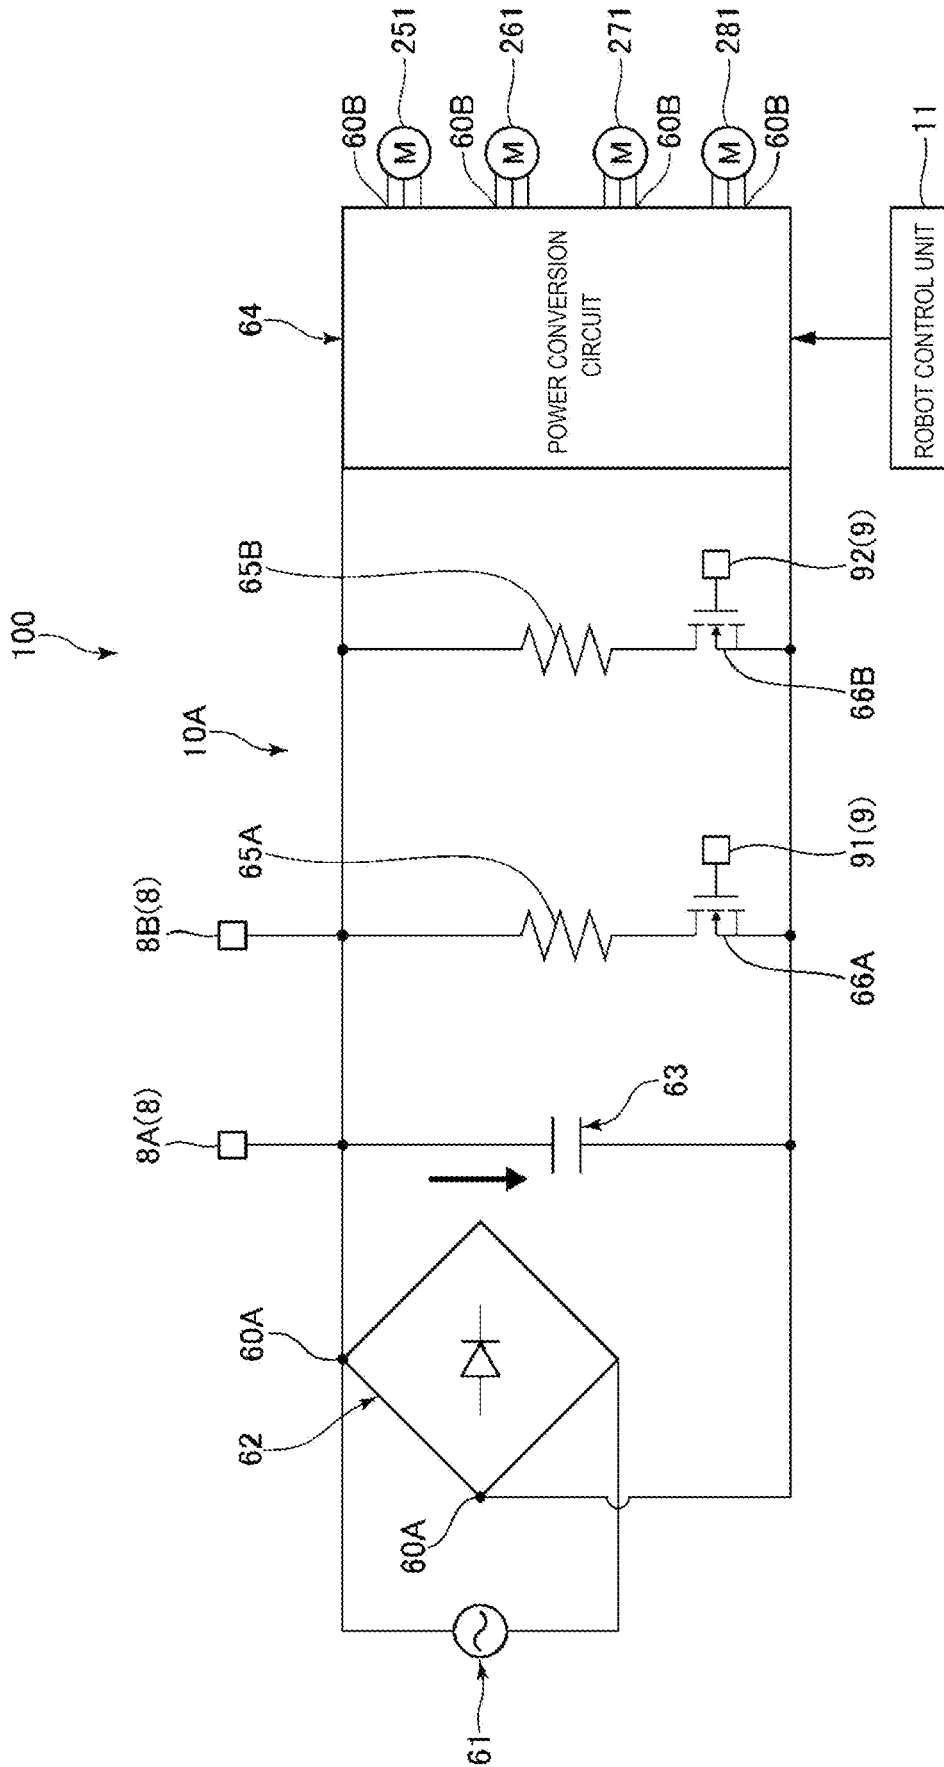 100
10A
8A(8)
8B(8)
60A
62
60A
61
63
65A
66A
91(9)
65B
66B
92(9)
64
POWER CONVERSION
CIRCUIT
60B
M
251
60B
M
261
M
271
60B
M
281
60B
ROBOT CONTROL UNIT
11